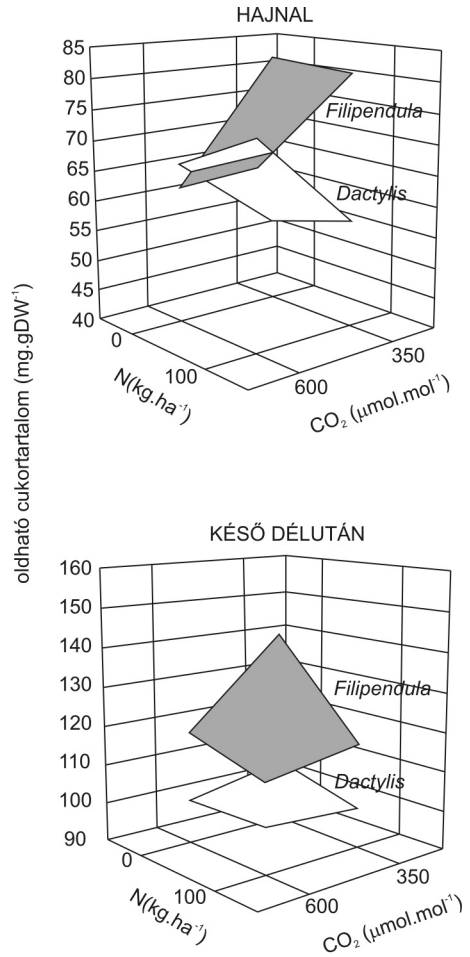 HAJNAL
85
80
75
70
65
60
55
50
45
40
Filipendula
Dactylis
0
100
N(kg.ha⁻¹)
600
350
CO₂ (μmol.mol⁻¹)
oldható cukortartalom (mg.gDW⁻¹)
KÉSŐ DÉLUTÁN
160
150
140
130
120
110
100
90
Filipendula
Dactylis
0
100
N(kg.ha⁻¹)
600
350
CO₂ (μmol.mol⁻¹)